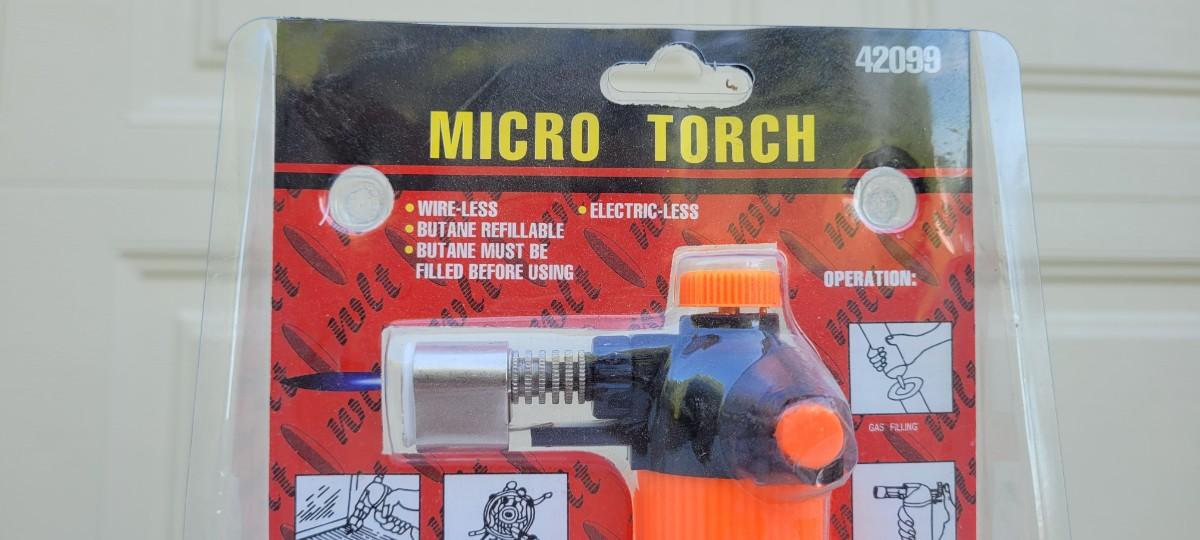 42099
MICRO TORCH
• WIRE-LESS
• BUTANE REFILLABLE
• BUTANE MUST BE
FILLED BEFORE USING
• ELECTRIC-LESS
OPERATION:
GAS FILLING